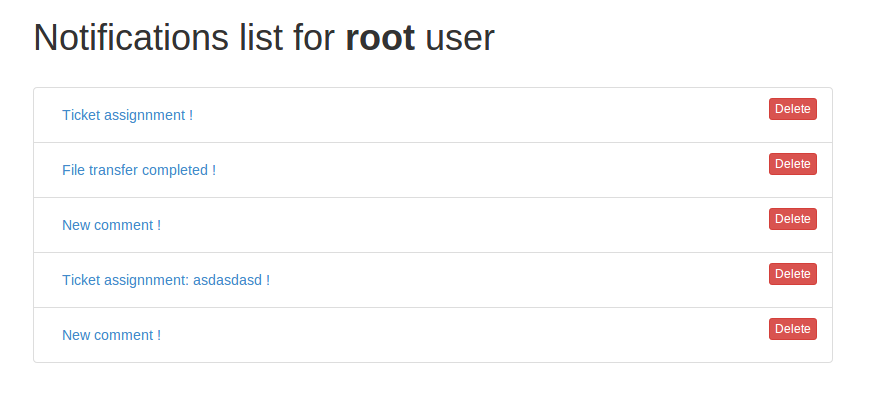 Notifications list for root user
Ticket assignnment !
Delete
File transfer completed !
Delete
New comment !
Delete
Ticket assignnment: asdasdasd !
Delete
New comment !
Delete